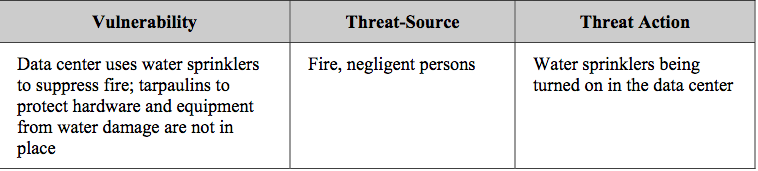 Vulnerability
Threat-Source
Threat Action
Data center uses water sprinklers
to suppress fire; tarpaulins to
protect hardware and equipment
from water damage are not in
place
Fire, negligent persons
Water sprinklers being
turned on in the data center